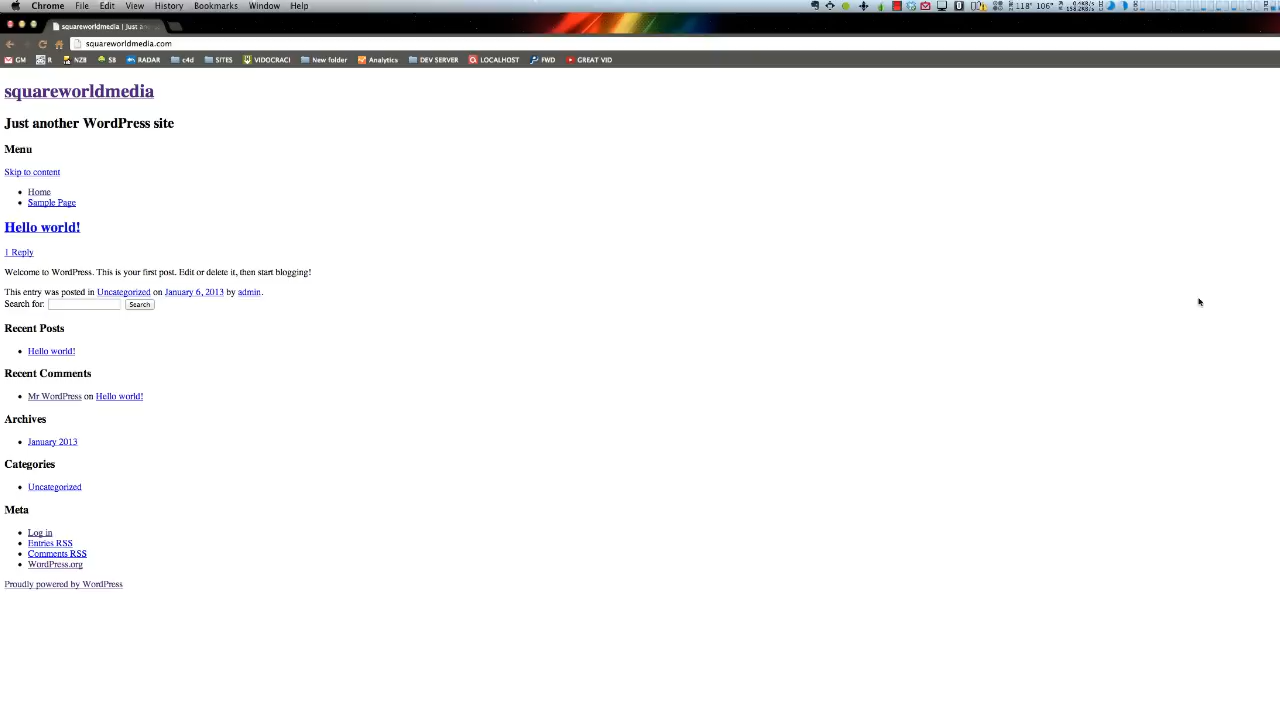 Chrome File Edit View History Bookmarks Window Help 118° 106°
squareworldmedia | Just an
squareworldmedia.com
GM R NZB SB RADAR c4d SITES VIDOCRACI New folder Analytics DEV SERVER LOCALHOST FWD GREAT VID
squareworldmedia
Just another WordPress site
Menu
Skip to content
Home
Sample Page
Hello world!
1 Reply
Welcome to WordPress. This is your first post. Edit or delete it, then start blogging!
This entry was posted in Uncategorized on January 6, 2013 by admin.
Search for: Search
Recent Posts
Hello world!
Recent Comments
Mr WordPress on Hello world!
Archives
January 2013
Categories
Uncategorized
Meta
Log in
Entries RSS
Comments RSS
WordPress.org
Proudly powered by WordPress